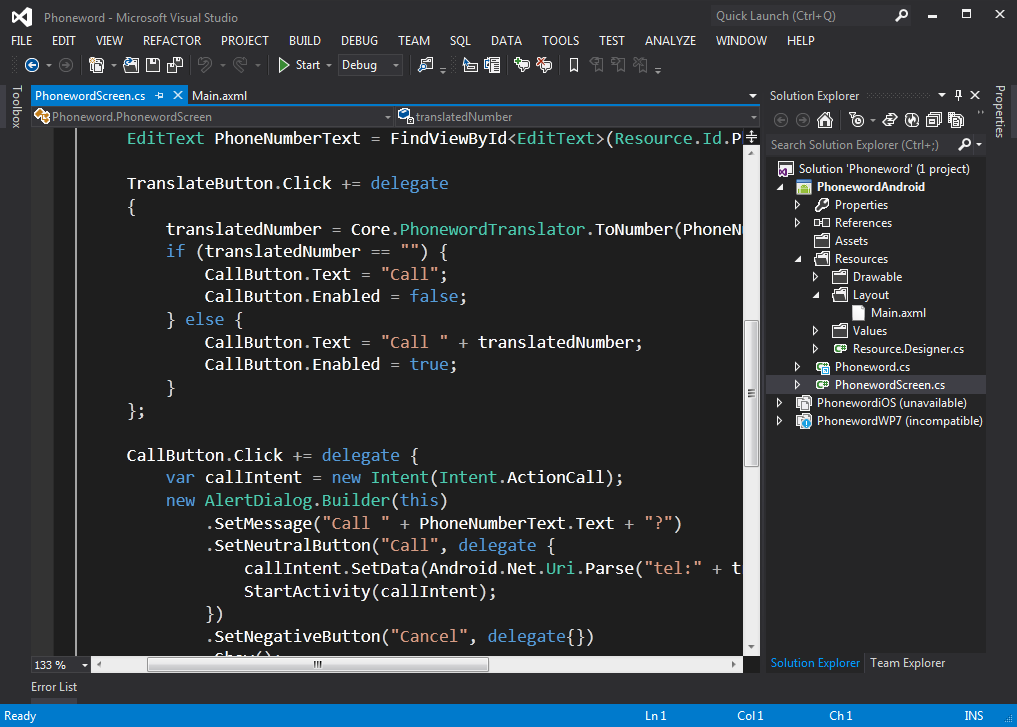 Phoneword - Microsoft Visual Studio
Quick Launch (Ctrl+Q)
FILE EDIT VIEW REFACTOR PROJECT BUILD DEBUG TEAM SQL DATA TOOLS TEST ANALYZE WINDOW HELP
Start Debug
Toolbox
PhonewordScreen.cs Main.axml
Phoneword.PhonewordScreen translatedNumber
EditText PhoneNumberText = FindViewById<EditText>(Resource.Id.P
TranslateButton.Click += delegate
{
translatedNumber = Core.PhonewordTranslator.ToNumber(PhoneN
if (translatedNumber == "") {
CallButton.Text = "Call";
CallButton.Enabled = false;
} else {
CallButton.Text = "Call " + translatedNumber;
CallButton.Enabled = true;
}
};
CallButton.Click += delegate {
var callIntent = new Intent(Intent.ActionCall);
new AlertDialog.Builder(this)
.SetMessage("Call " + PhoneNumberText.Text + "?")
.SetNeutralButton("Call", delegate {
callIntent.SetData(Android.Net.Uri.Parse("tel:" + t
StartActivity(callIntent);
})
.SetNegativeButton("Cancel", delegate{})
.Show();
133 %
Solution Explorer
Search Solution Explorer (Ctrl+;)
Solution 'Phoneword' (1 project)
PhonewordAndroid
Properties
References
Assets
Resources
Drawable
Layout
Main.axml
Values
Resource.Designer.cs
Phoneword.cs
PhonewordScreen.cs
PhonewordiOS (unavailable)
PhonewordWP7 (incompatible)
Solution Explorer Team Explorer
Properties
Error List
Ready Ln 1 Col 1 Ch 1 INS